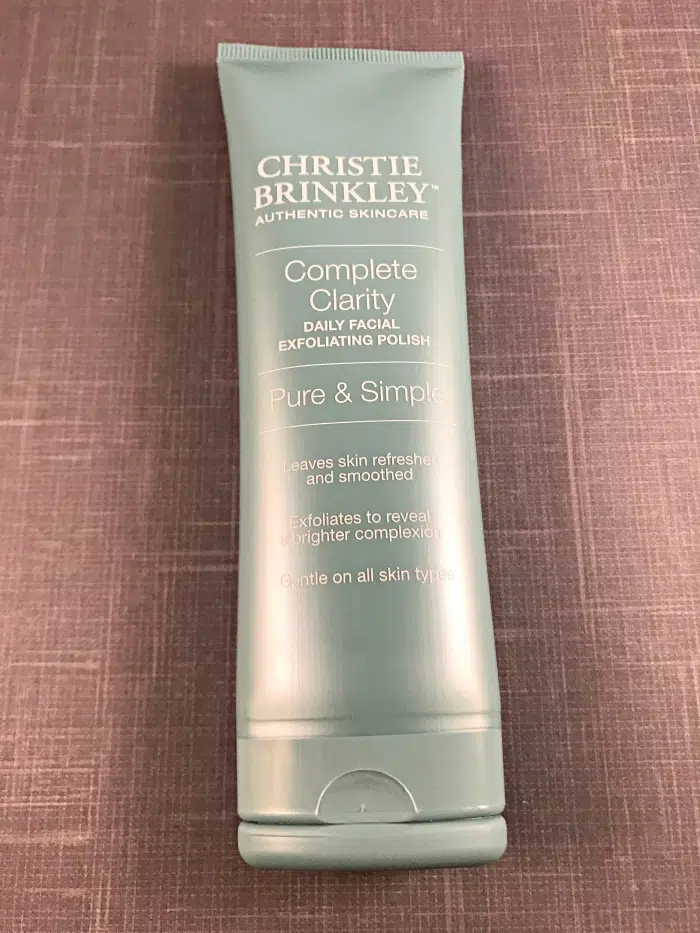 CHRISTIE
BRINKLEY™
AUTHENTIC SKINCARE
Complete
Clarity
DAILY FACIAL
EXFOLIATING POLISH
Pure & Simple
Leaves skin refreshed
and smoothed
Exfoliates to reveal
a brighter complexion
Gentle on all skin types